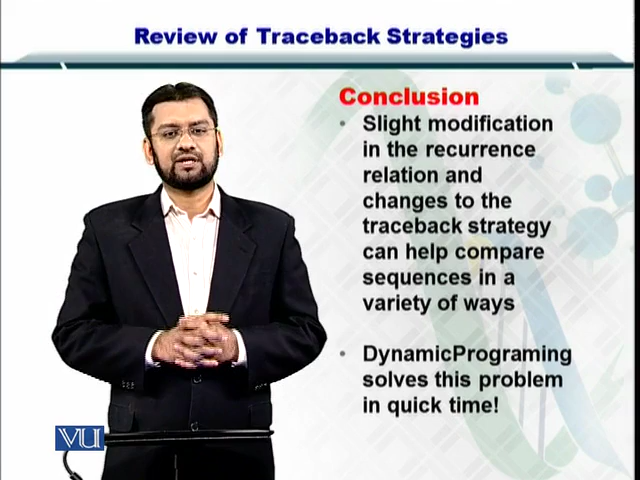 Review of Traceback Strategies
Conclusion
• Slight modification
in the recurrence
relation and
changes to the
traceback strategy
can help compare
sequences in a
variety of ways
• DynamicPrograming
solves this problem
in quick time!
VU